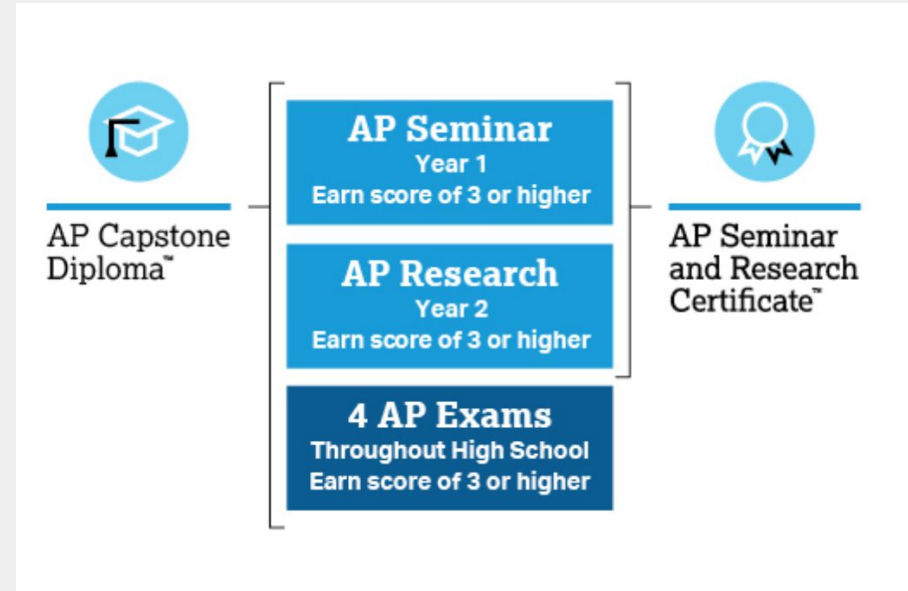 AP Capstone
Diploma™
AP Seminar
Year 1
Earn score of 3 or higher
AP Research
Year 2
Earn score of 3 or higher
4 AP Exams
Throughout High School
Earn score of 3 or higher
AP Seminar
and Research
Certificate™